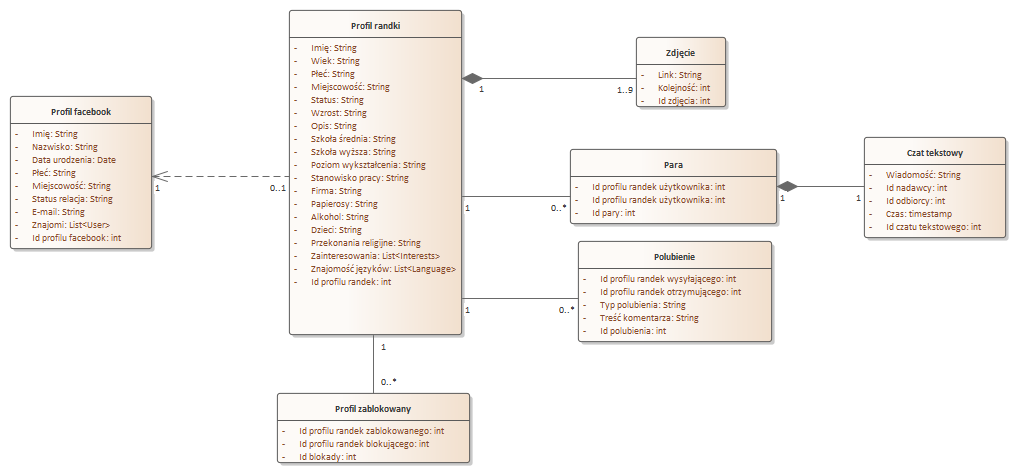 Profil facebook
- Imię: String
- Nazwisko: String
- Data urodzenia: Date
- Płeć: String
- Miejscowość: String
- Status relacja: String
- E-mail: String
- Znajomi: List<User>
- Id profilu facebook: int
1
0..1
Profil randki
- Imię: String
- Wiek: String
- Płeć: String
- Miejscowość: String
- Status: String
- Wzrost: String
- Opis: String
- Szkoła średnia: String
- Szkoła wyższa: String
- Poziom wykształcenia: String
- Stanowisko pracy: String
- Firma: String
- Papierosy: String
- Alkohol: String
- Dzieci: String
- Przekonania religijne: String
- Zainteresowania: List<Interests>
- Znajomość języków: List<Language>
- Id profilu randek: int
1
1..9
Zdjęcie
- Link: String
- Kolejność: int
- Id zdjęcia: int
1
0..*
Para
- Id profilu randek użytkownika: int
- Id profilu randek użytkownika: int
- Id pary: int
1
1
Czat tekstowy
- Wiadomość: String
- Id nadawcy: int
- Id odbiorcy: int
- Czas: timestamp
- Id czatu tekstowego: int
1
0..*
Polubienie
- Id profilu randek wysyłającego: int
- Id profilu randek otrzymującego: int
- Typ polubienia: String
- Treść komentarza: String
- Id polubienia: int
1
0..*
Profil zablokowany
- Id profilu randek zablokowanego: int
- Id profilu randek blokującego: int
- Id blokady: int